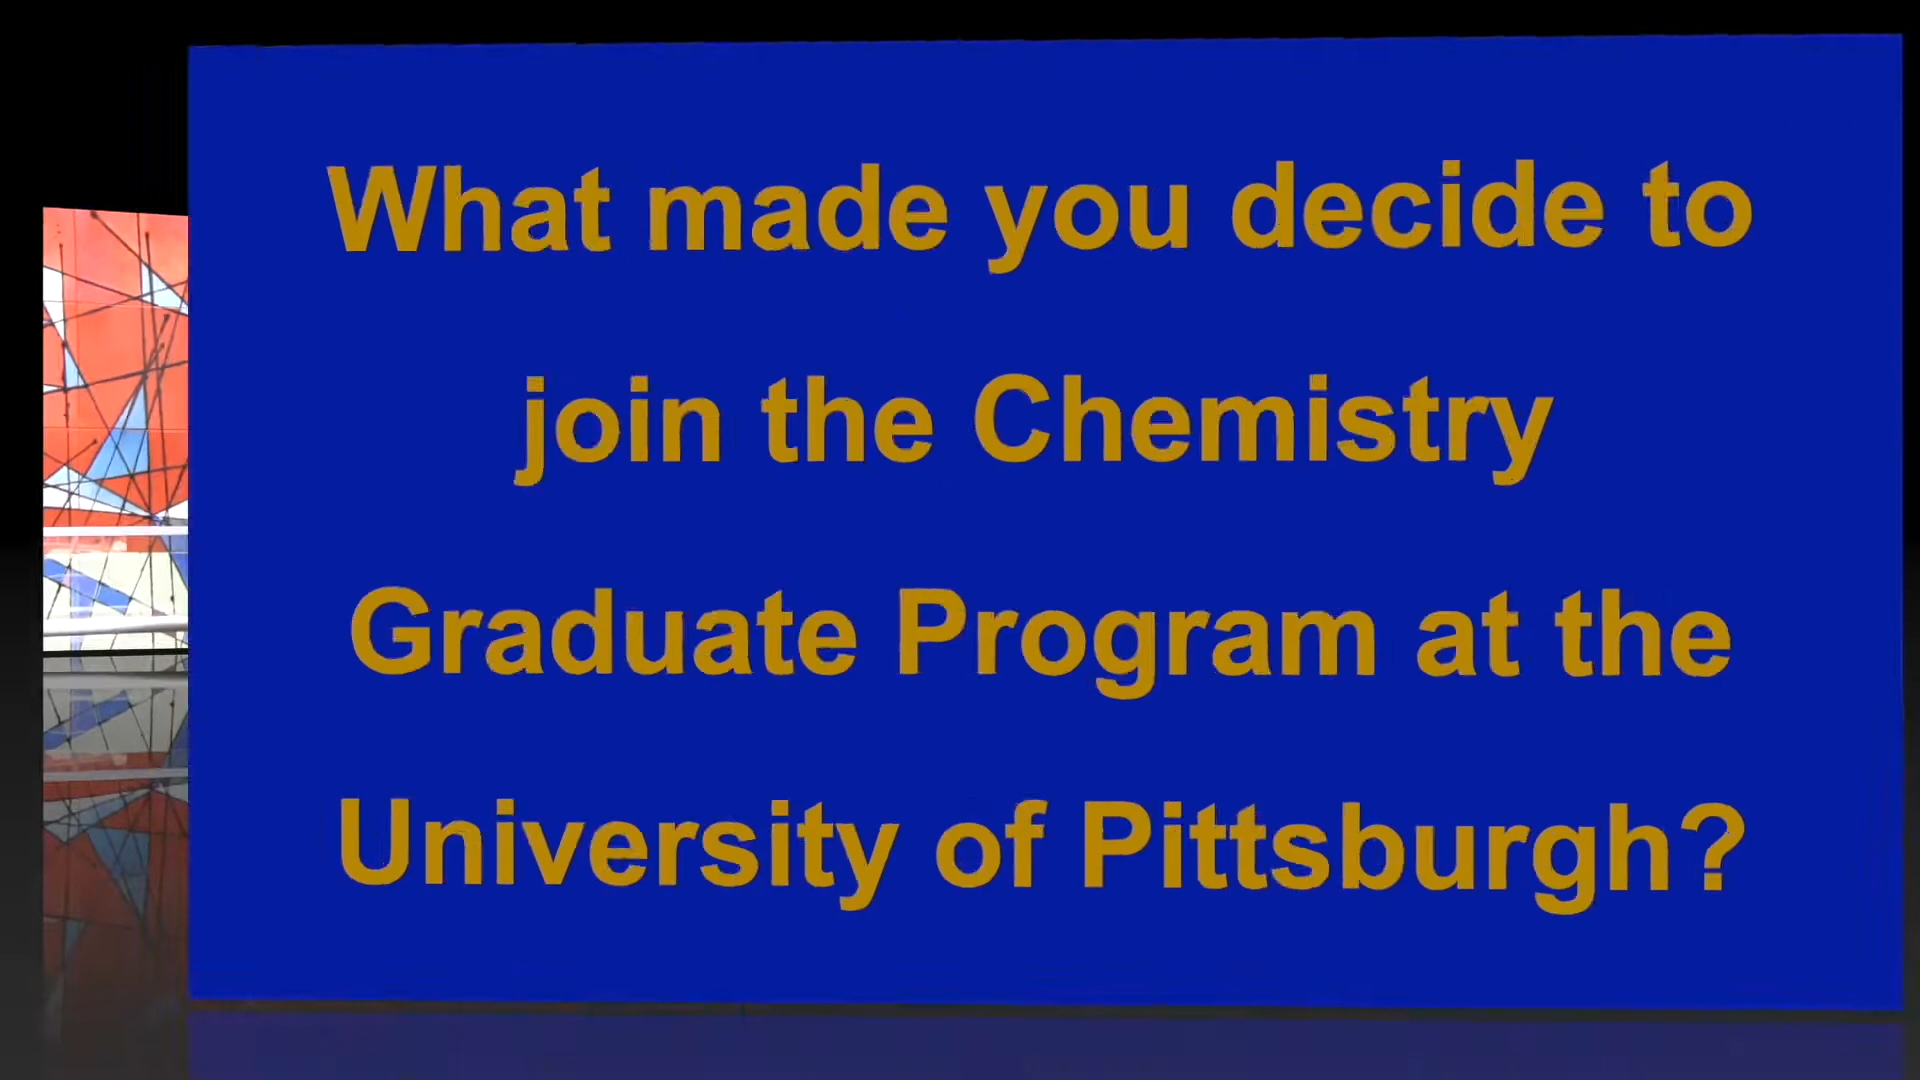 What made you decide to
join the Chemistry
Graduate Program at the
University of Pittsburgh?